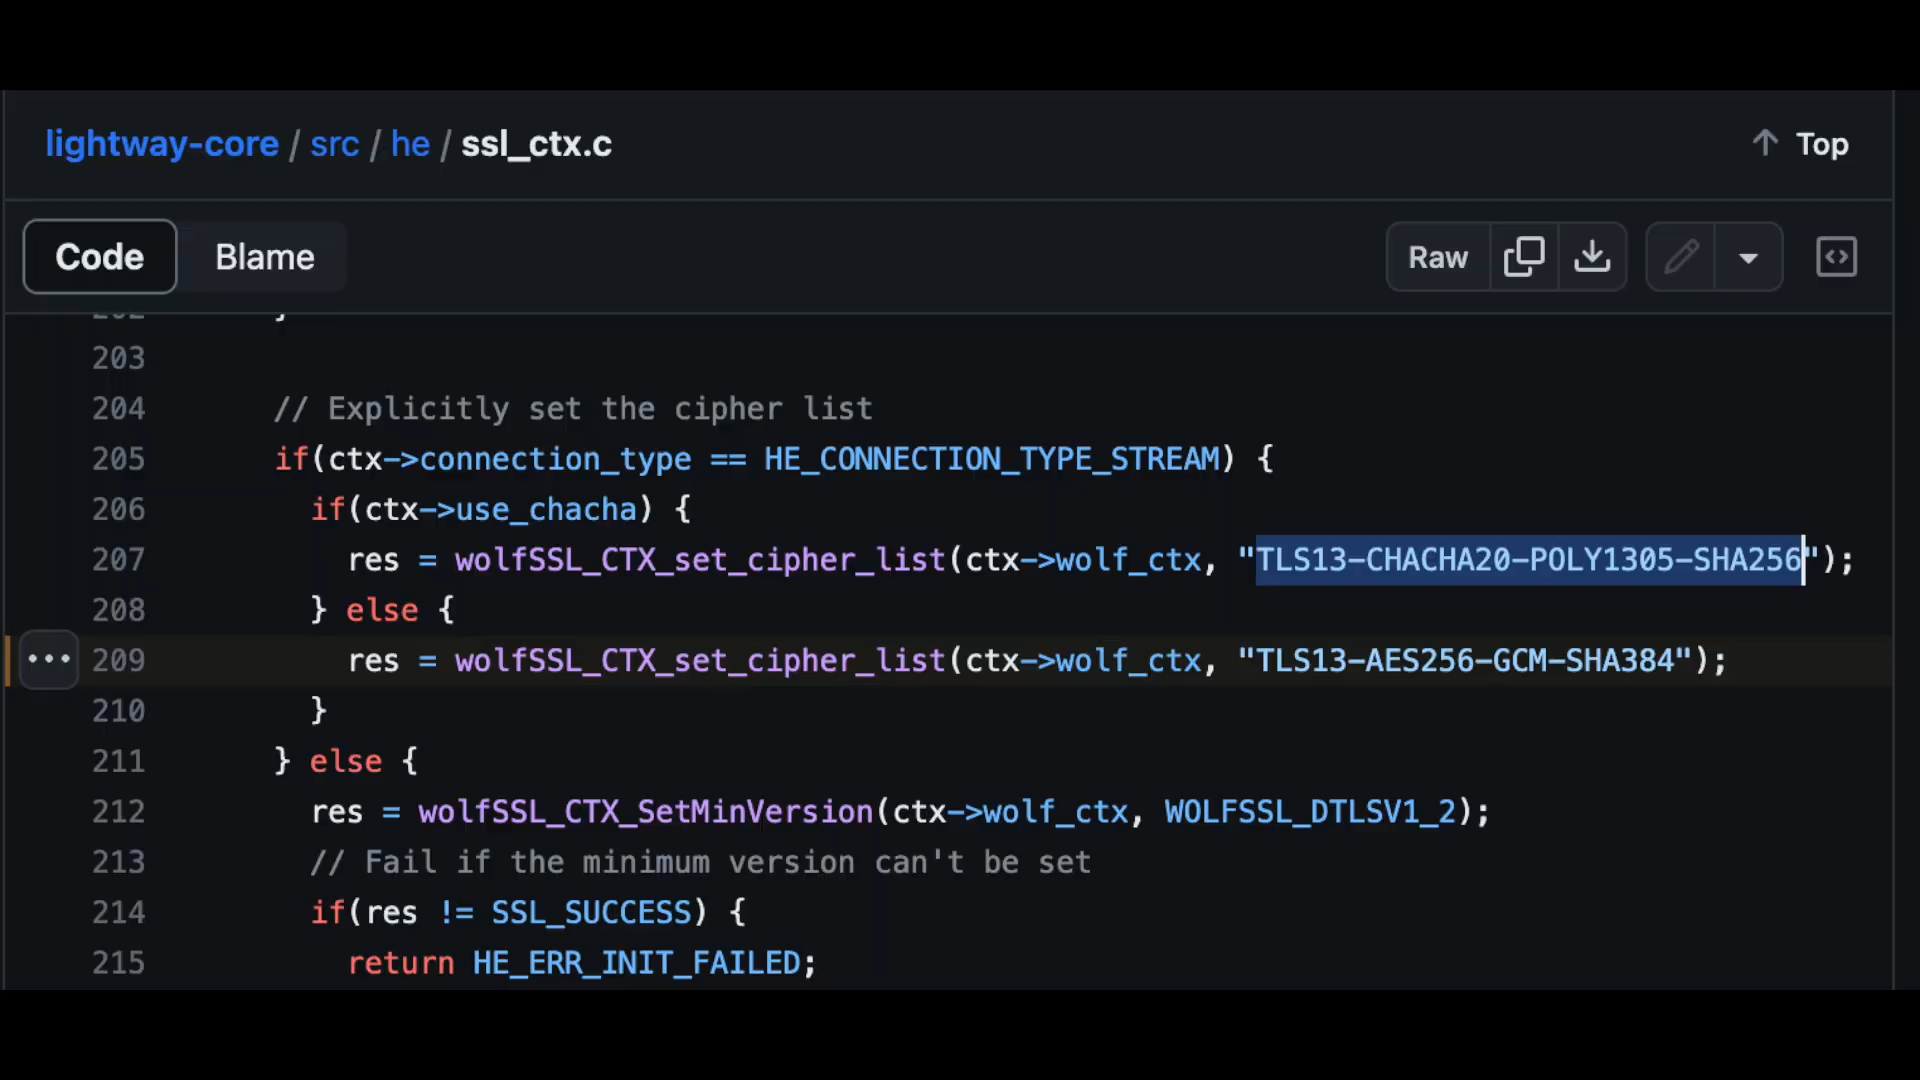 lightway-core / src / he / ssl_ctx.c
↑ Top
Code Blame
Raw
203
204 // Explicitly set the cipher list
205 if(ctx->connection_type == HE_CONNECTION_TYPE_STREAM) {
206 if(ctx->use_chacha) {
207 res = wolfSSL_CTX_set_cipher_list(ctx->wolf_ctx, "TLS13-CHACHA20-POLY1305-SHA256");
208 } else {
209 res = wolfSSL_CTX_set_cipher_list(ctx->wolf_ctx, "TLS13-AES256-GCM-SHA384");
210 }
211 } else {
212 res = wolfSSL_CTX_SetMinVersion(ctx->wolf_ctx, WOLFSSL_DTLSV1_2);
213 // Fail if the minimum version can't be set
214 if(res != SSL_SUCCESS) {
215 return HE_ERR_INIT_FAILED;